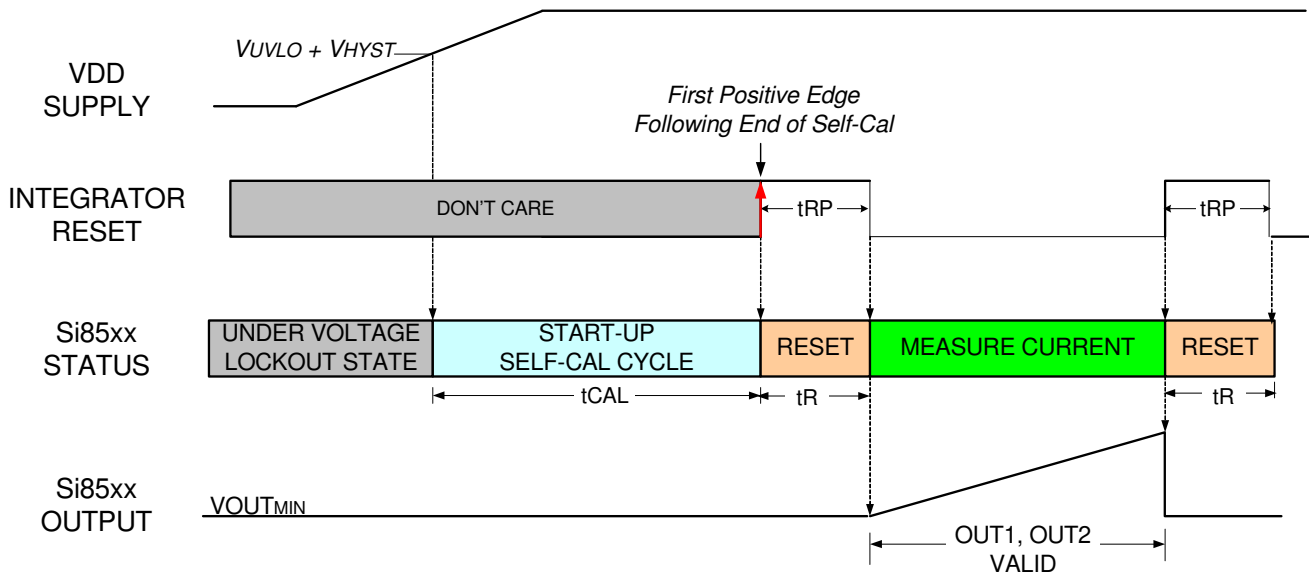 VUVLO + VHYST
VDD
SUPPLY
First Positive Edge
Following End of Self-Cal
INTEGRATOR
RESET
DON'T CARE
tRP
tRP
Si85xx
STATUS
UNDER VOLTAGE
LOCKOUT STATE
START-UP
SELF-CAL CYCLE
RESET
MEASURE CURRENT
RESET
tCAL
tR
tR
Si85xx
OUTPUT
VOUTMIN
OUT1, OUT2
VALID